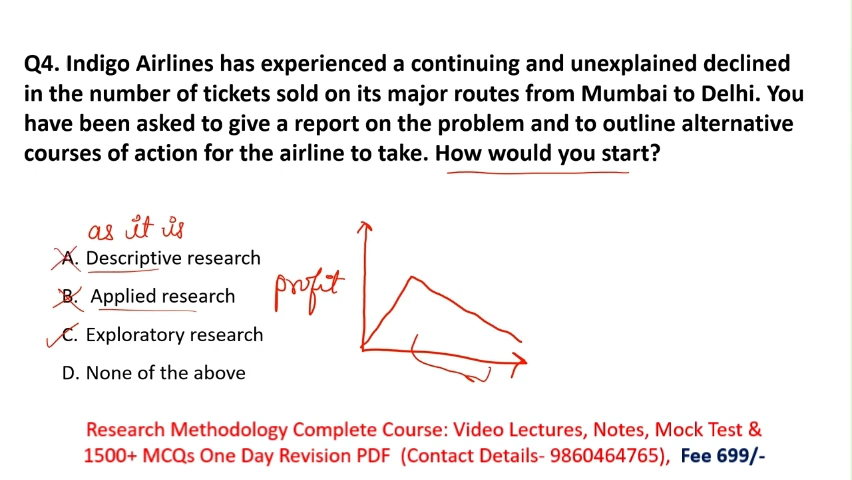 Q4. Indigo Airlines has experienced a continuing and unexplained declined
in the number of tickets sold on its major routes from Mumbai to Delhi. You
have been asked to give a report on the problem and to outline alternative
courses of action for the airline to take. How would you start?
as it is
A. Descriptive research
B. Applied research
profit
C. Exploratory research
D. None of the above
Research Methodology Complete Course: Video Lectures, Notes, Mock Test &
1500+ MCQs One Day Revision PDF (Contact Details- 9860464765), Fee 699/-